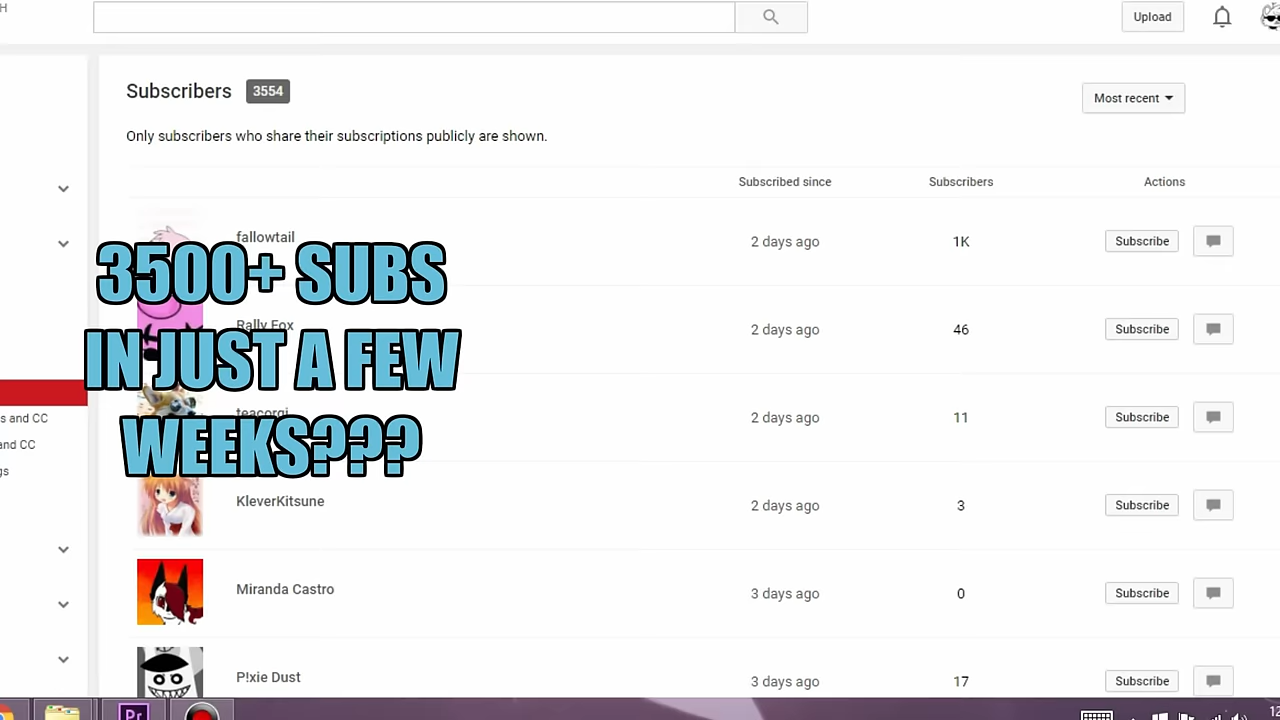 H
Upload
Subscribers 3554
Most recent
Only subscribers who share their subscriptions publicly are shown.
Subscribed since Subscribers Actions
fallowtail 2 days ago 1K Subscribe
3500+ SUBS
Rally Fox 2 days ago 46 Subscribe
IN JUST A FEW
teacorgi 2 days ago 11 Subscribe
s and CC
WEEKS???
and CC
gs
KleverKitsune 2 days ago 3 Subscribe
Miranda Castro 3 days ago 0 Subscribe
P!xie Dust 3 days ago 17 Subscribe
Pr
12